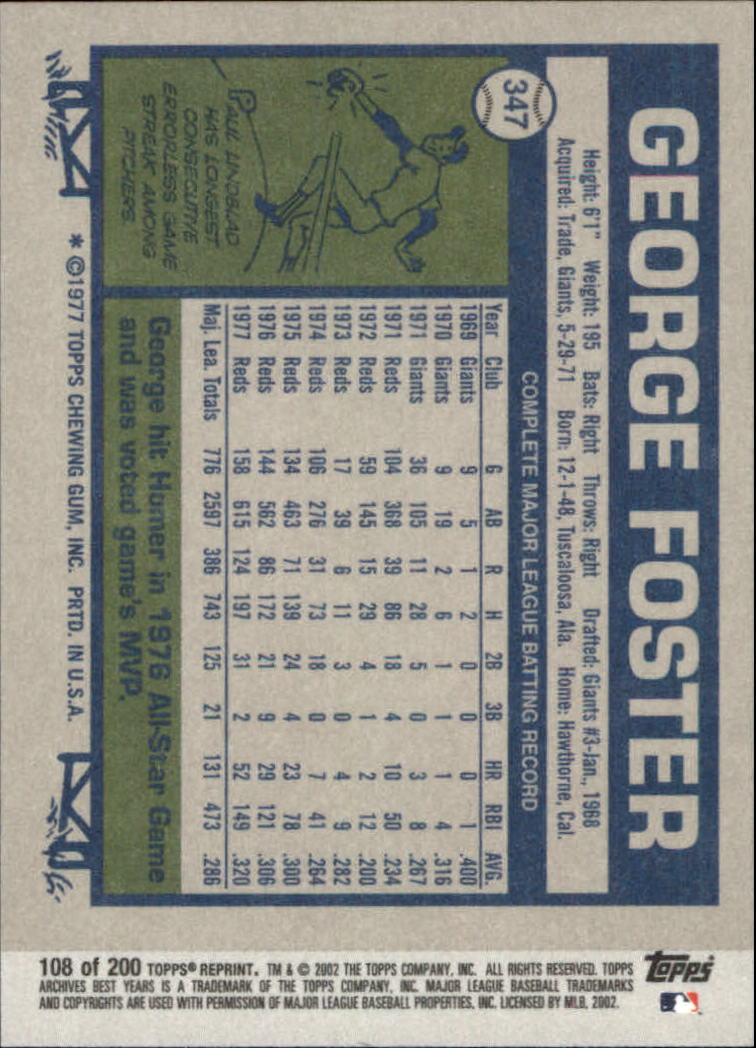 GEORGE FOSTER
Height: 6'1" Weight: 195 Bats: Right Throws: Right Drafted: Giants #3-Jan., 1968
Acquired: Trade, Giants, 5-29-71 Born: 12-1-48, Tuscaloosa, Ala. Home: Hawthorne, Cal.
347
COMPLETE MAJOR LEAGUE BATTING RECORD
Year Club G AB R H 2B 3B HR RBI AVG.
1969 Giants 9 5 1 2 0 0 0 1 .400
1970 Giants 9 19 2 6 1 1 1 4 .316
1971 Giants 36 105 11 28 5 0 3 8 .267
1971 Reds 104 368 39 86 18 4 10 50 .234
1972 Reds 59 145 15 29 4 1 2 12 .200
1973 Reds 17 39 6 11 3 0 4 9 .282
1974 Reds 106 276 31 73 18 0 7 41 .264
1975 Reds 134 463 71 139 24 4 23 78 .300
1976 Reds 144 562 86 172 21 9 29 121 .306
1977 Reds 158 615 124 197 31 2 52 149 .320
Maj. Lea. Totals 776 2597 386 743 125 21 131 473 .286
PAUL LINDBLAD
HAS LONGEST
CONSECUTIVE
ERRORLESS GAME
STREAK AMONG
PITCHERS.
George hit Homer in 1976 All-Star Game
and was voted game's MVP.
* ©1977 TOPPS CHEWING GUM, INC. PRTD. IN U.S.A.
108 of 200 TOPPS® REPRINT. TM & © 2002 THE TOPPS COMPANY, INC. ALL RIGHTS RESERVED. TOPPS
ARCHIVES BEST YEARS IS A TRADEMARK OF THE TOPPS COMPANY, INC. MAJOR LEAGUE BASEBALL TRADEMARKS
AND COPYRIGHTS ARE USED WITH PERMISSION OF MAJOR LEAGUE BASEBALL PROPERTIES, INC. LICENSED BY MLB, 2002.
Topps